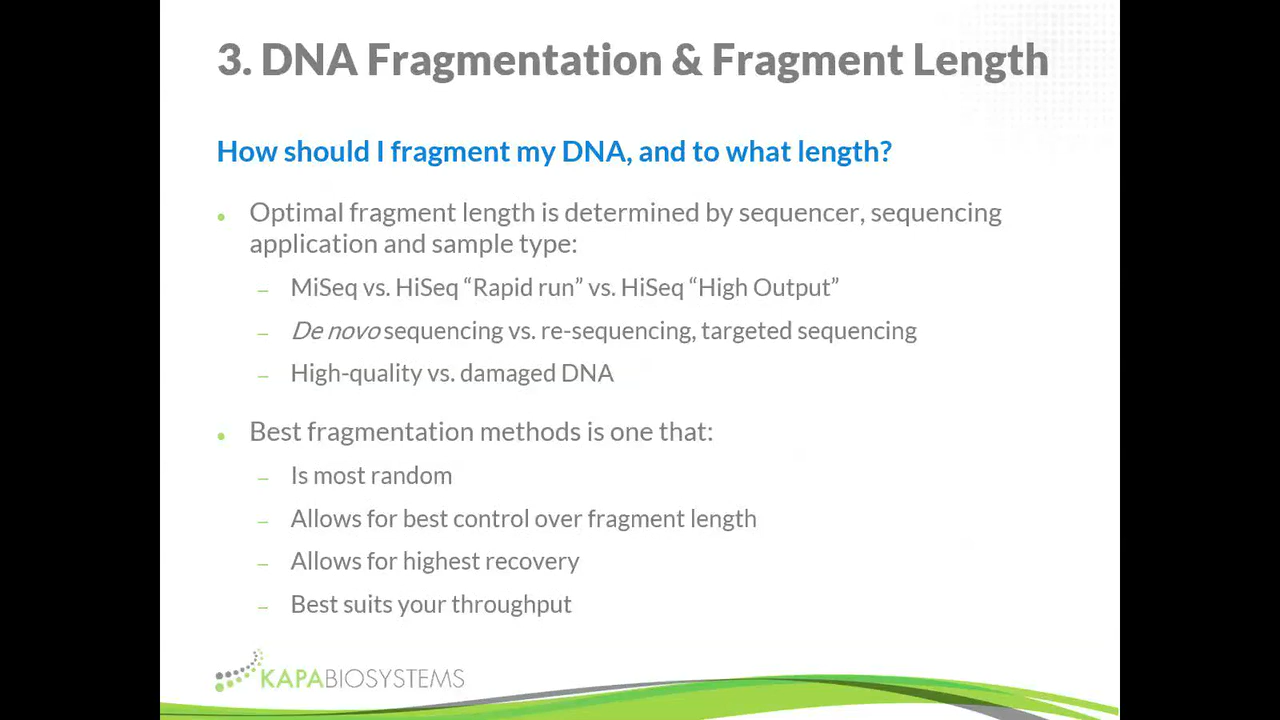 3. DNA Fragmentation & Fragment Length
How should I fragment my DNA, and to what length?
• Optimal fragment length is determined by sequencer, sequencing
application and sample type:
– MiSeq vs. HiSeq “Rapid run” vs. HiSeq “High Output”
– De novo sequencing vs. re-sequencing, targeted sequencing
– High-quality vs. damaged DNA
• Best fragmentation methods is one that:
– Is most random
– Allows for best control over fragment length
– Allows for highest recovery
– Best suits your throughput
KAPABIOSYSTEMS